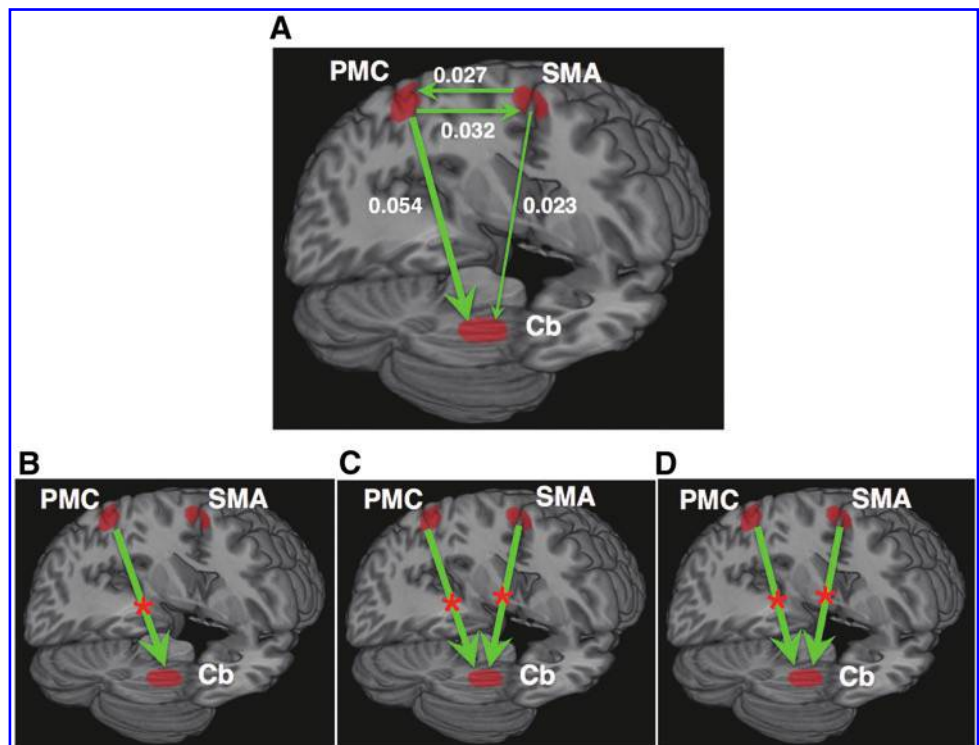 A
PMC 0.027 SMA
0.032
0.054 0.023
Cb
B C D
PMC SMA PMC SMA PMC SMA
* * * * *
Cb Cb Cb